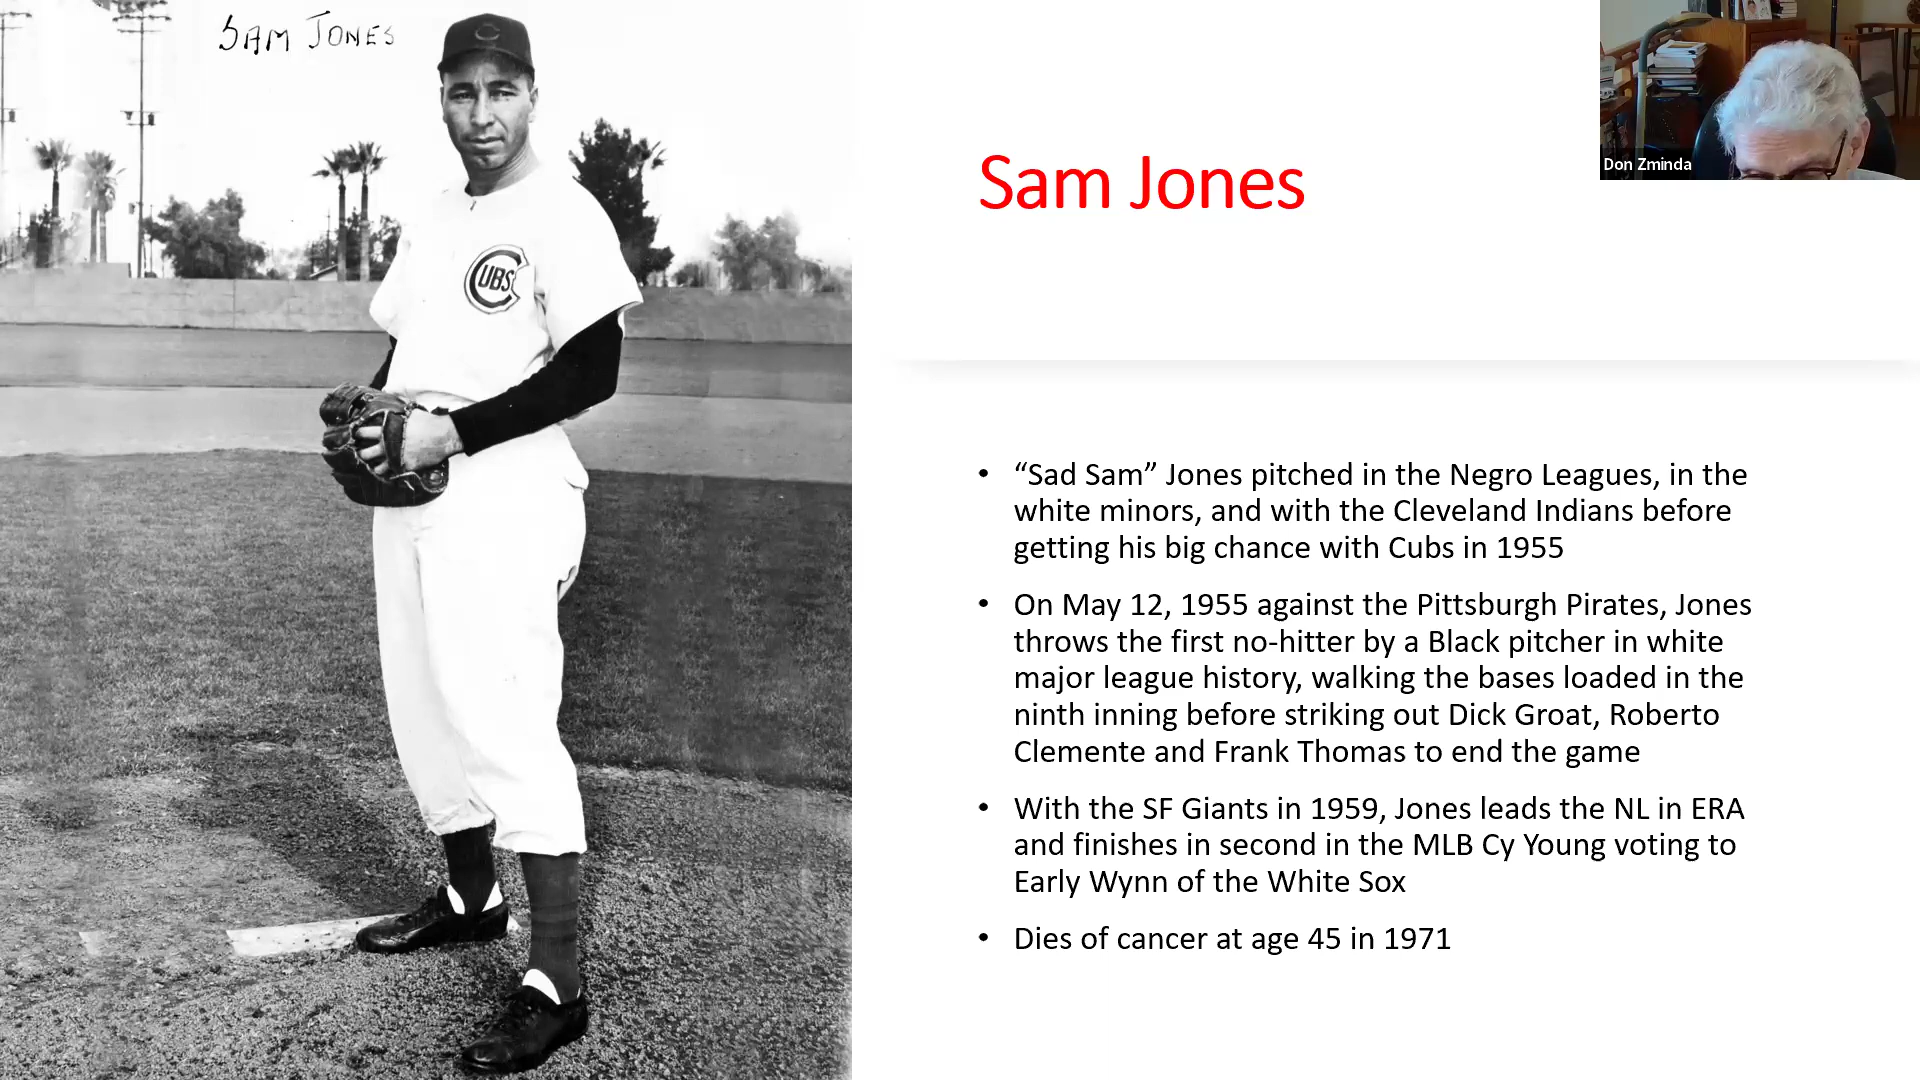 SAM JONES
UBS
Don Zminda
Sam Jones
• “Sad Sam” Jones pitched in the Negro Leagues, in the
white minors, and with the Cleveland Indians before
getting his big chance with Cubs in 1955
• On May 12, 1955 against the Pittsburgh Pirates, Jones
throws the first no-hitter by a Black pitcher in white
major league history, walking the bases loaded in the
ninth inning before striking out Dick Groat, Roberto
Clemente and Frank Thomas to end the game
• With the SF Giants in 1959, Jones leads the NL in ERA
and finishes in second in the MLB Cy Young voting to
Early Wynn of the White Sox
• Dies of cancer at age 45 in 1971